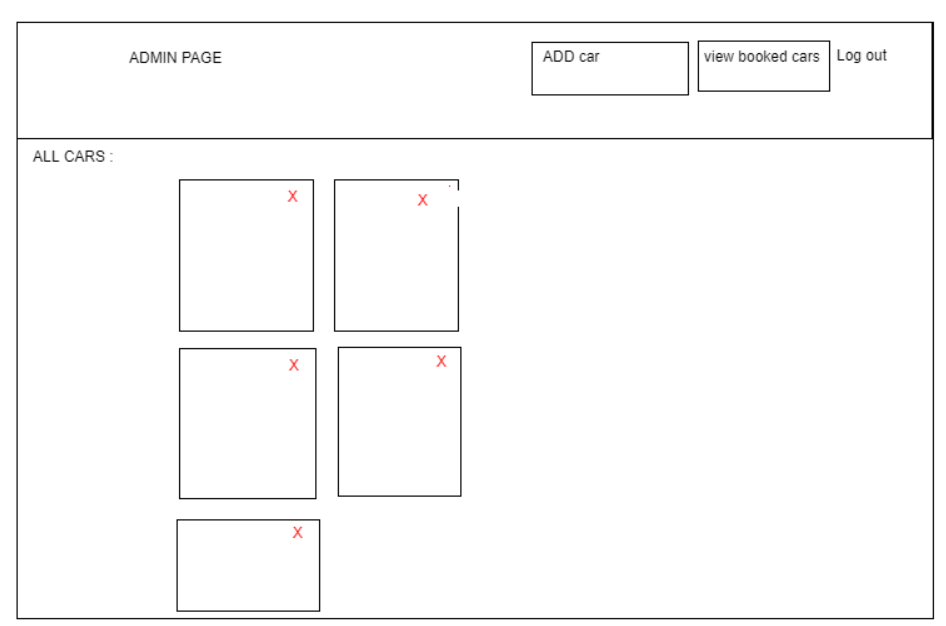 ADMIN PAGE
ADD car
view booked cars
Log out
ALL CARS :
X
X
X
X
X